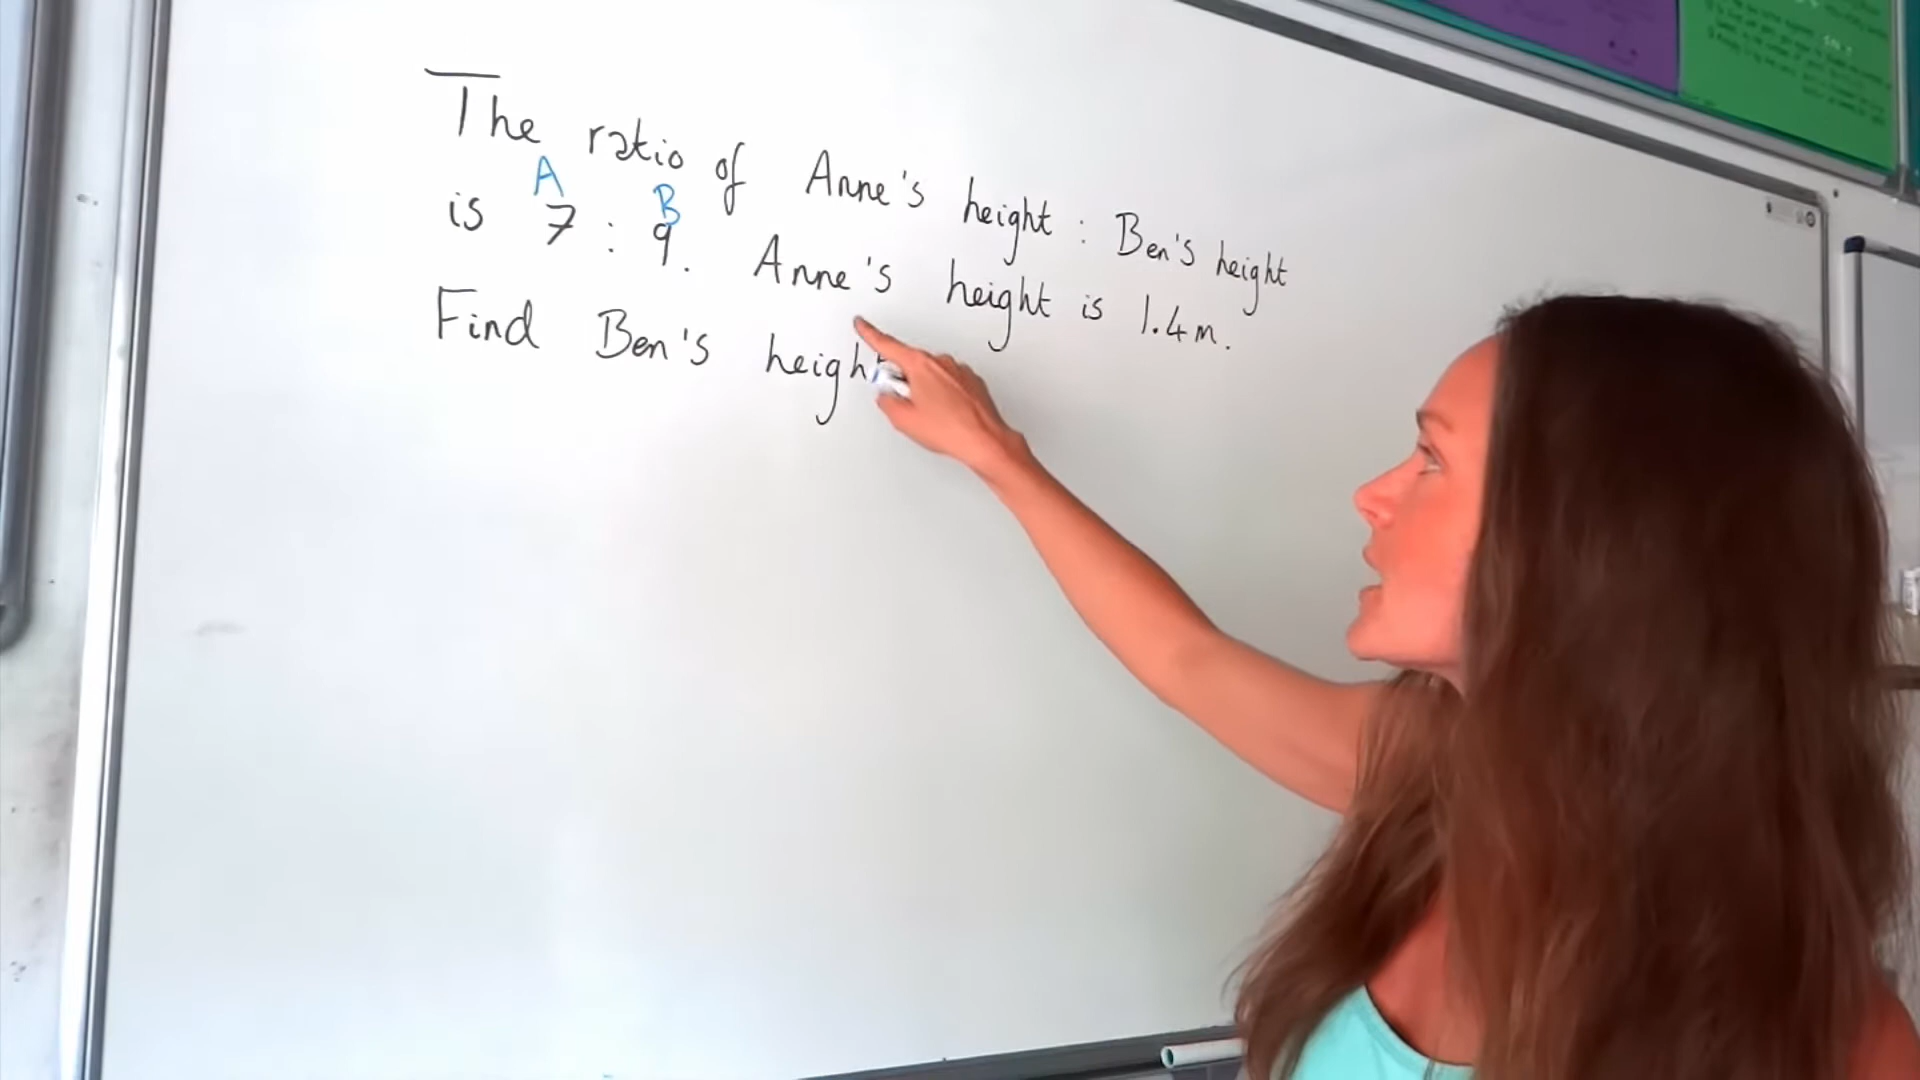 The ratio of Anne's height : Ben's height
A B
is 7 : 9. Anne's height is 1.4m.
Find Ben's height